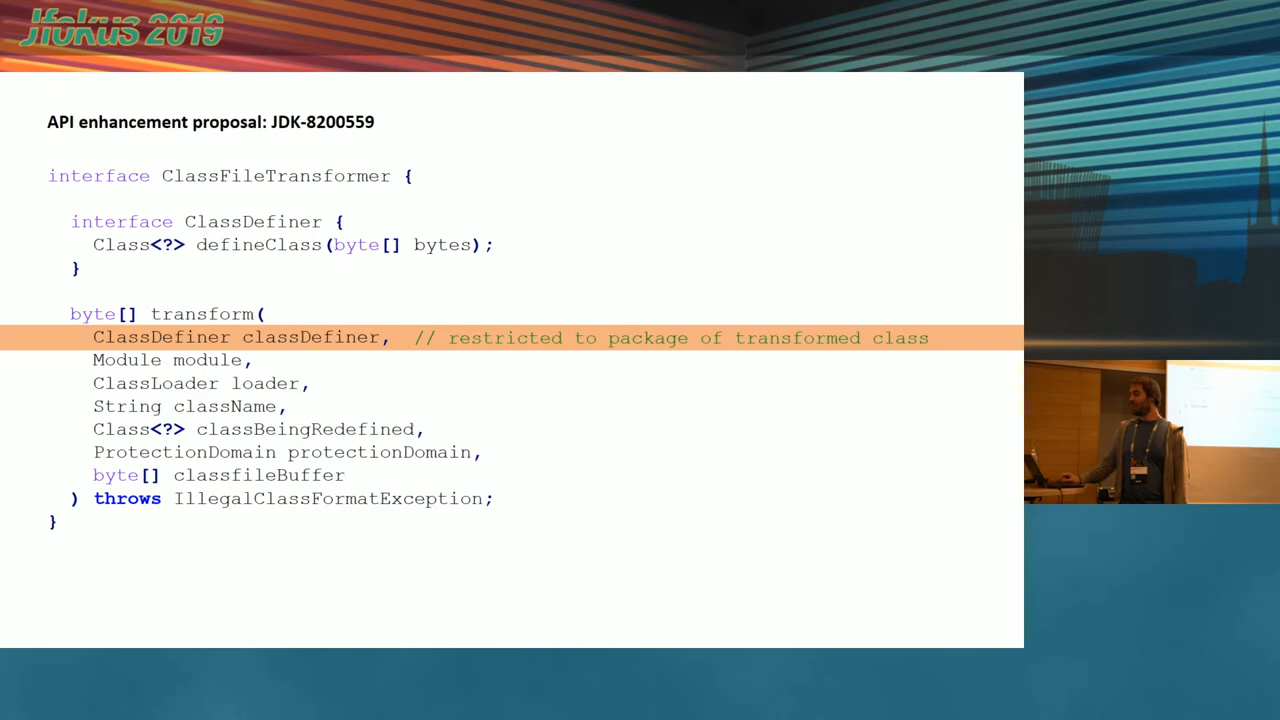 Jfokus 2019
API enhancement proposal: JDK-8200559
interface ClassFileTransformer {
interface ClassDefiner {
Class<?> defineClass(byte[] bytes);
}
byte[] transform(
ClassDefiner classDefiner, // restricted to package of transformed class
Module module,
ClassLoader loader,
String className,
Class<?> classBeingRedefined,
ProtectionDomain protectionDomain,
byte[] classfileBuffer
) throws IllegalClassFormatException;
}